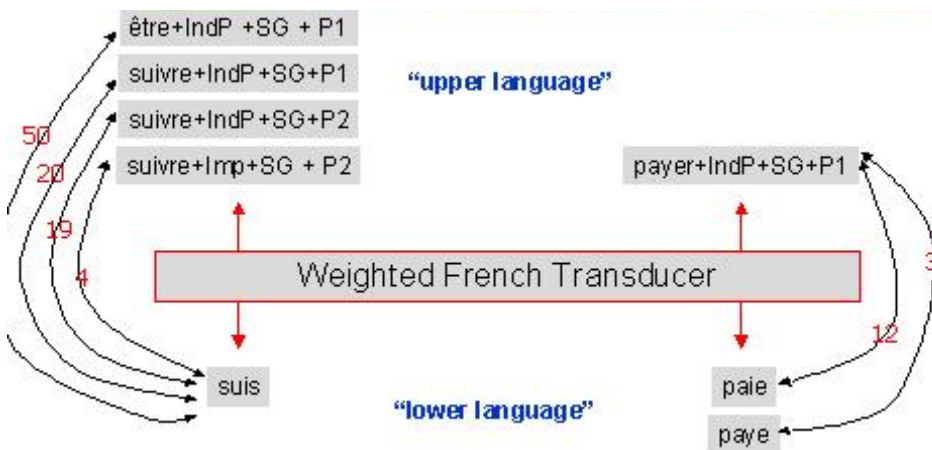 être+IndP +SG + P1
suivre+IndP+SG+P1
“upper language”
suivre+IndP+SG+P2
50
suivre+Imp+SG + P2
payer+IndP+SG+P1
20
19
4
3
Weighted French Transducer
12
suis
paie
“lower language”
paye